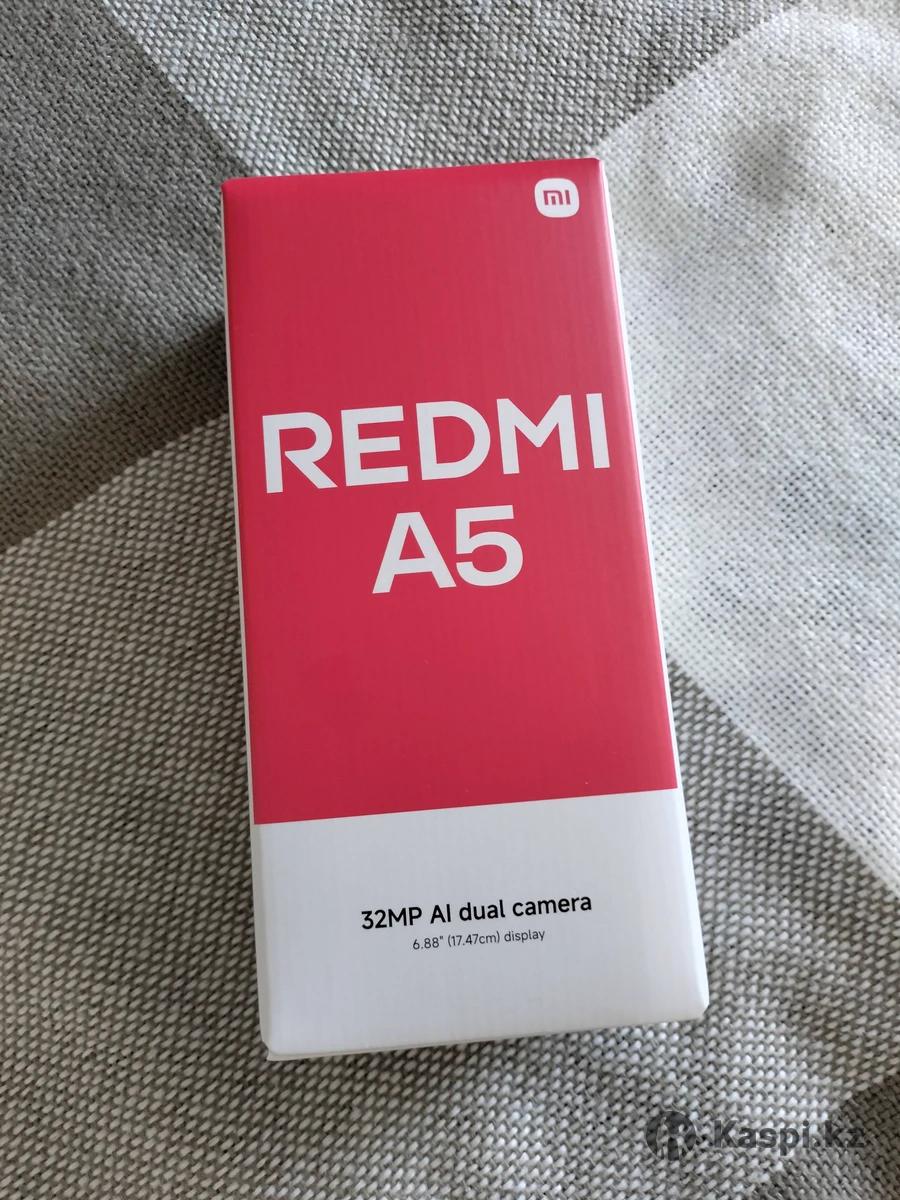 mi
REDMI
A5
32MP AI dual camera
6.88" (17.47cm) display
Kaspi.kz